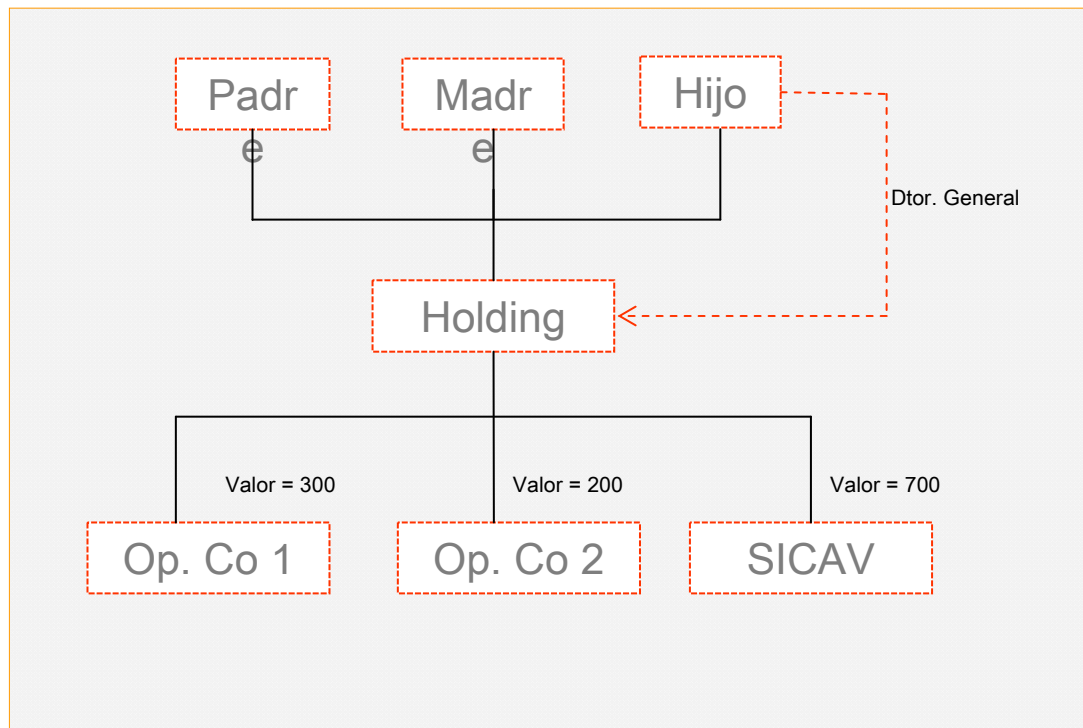 Padr
e
Madr
e
Hijo
Dtor. General
Holding
Valor = 300
Valor = 200
Valor = 700
Op. Co 1
Op. Co 2
SICAV